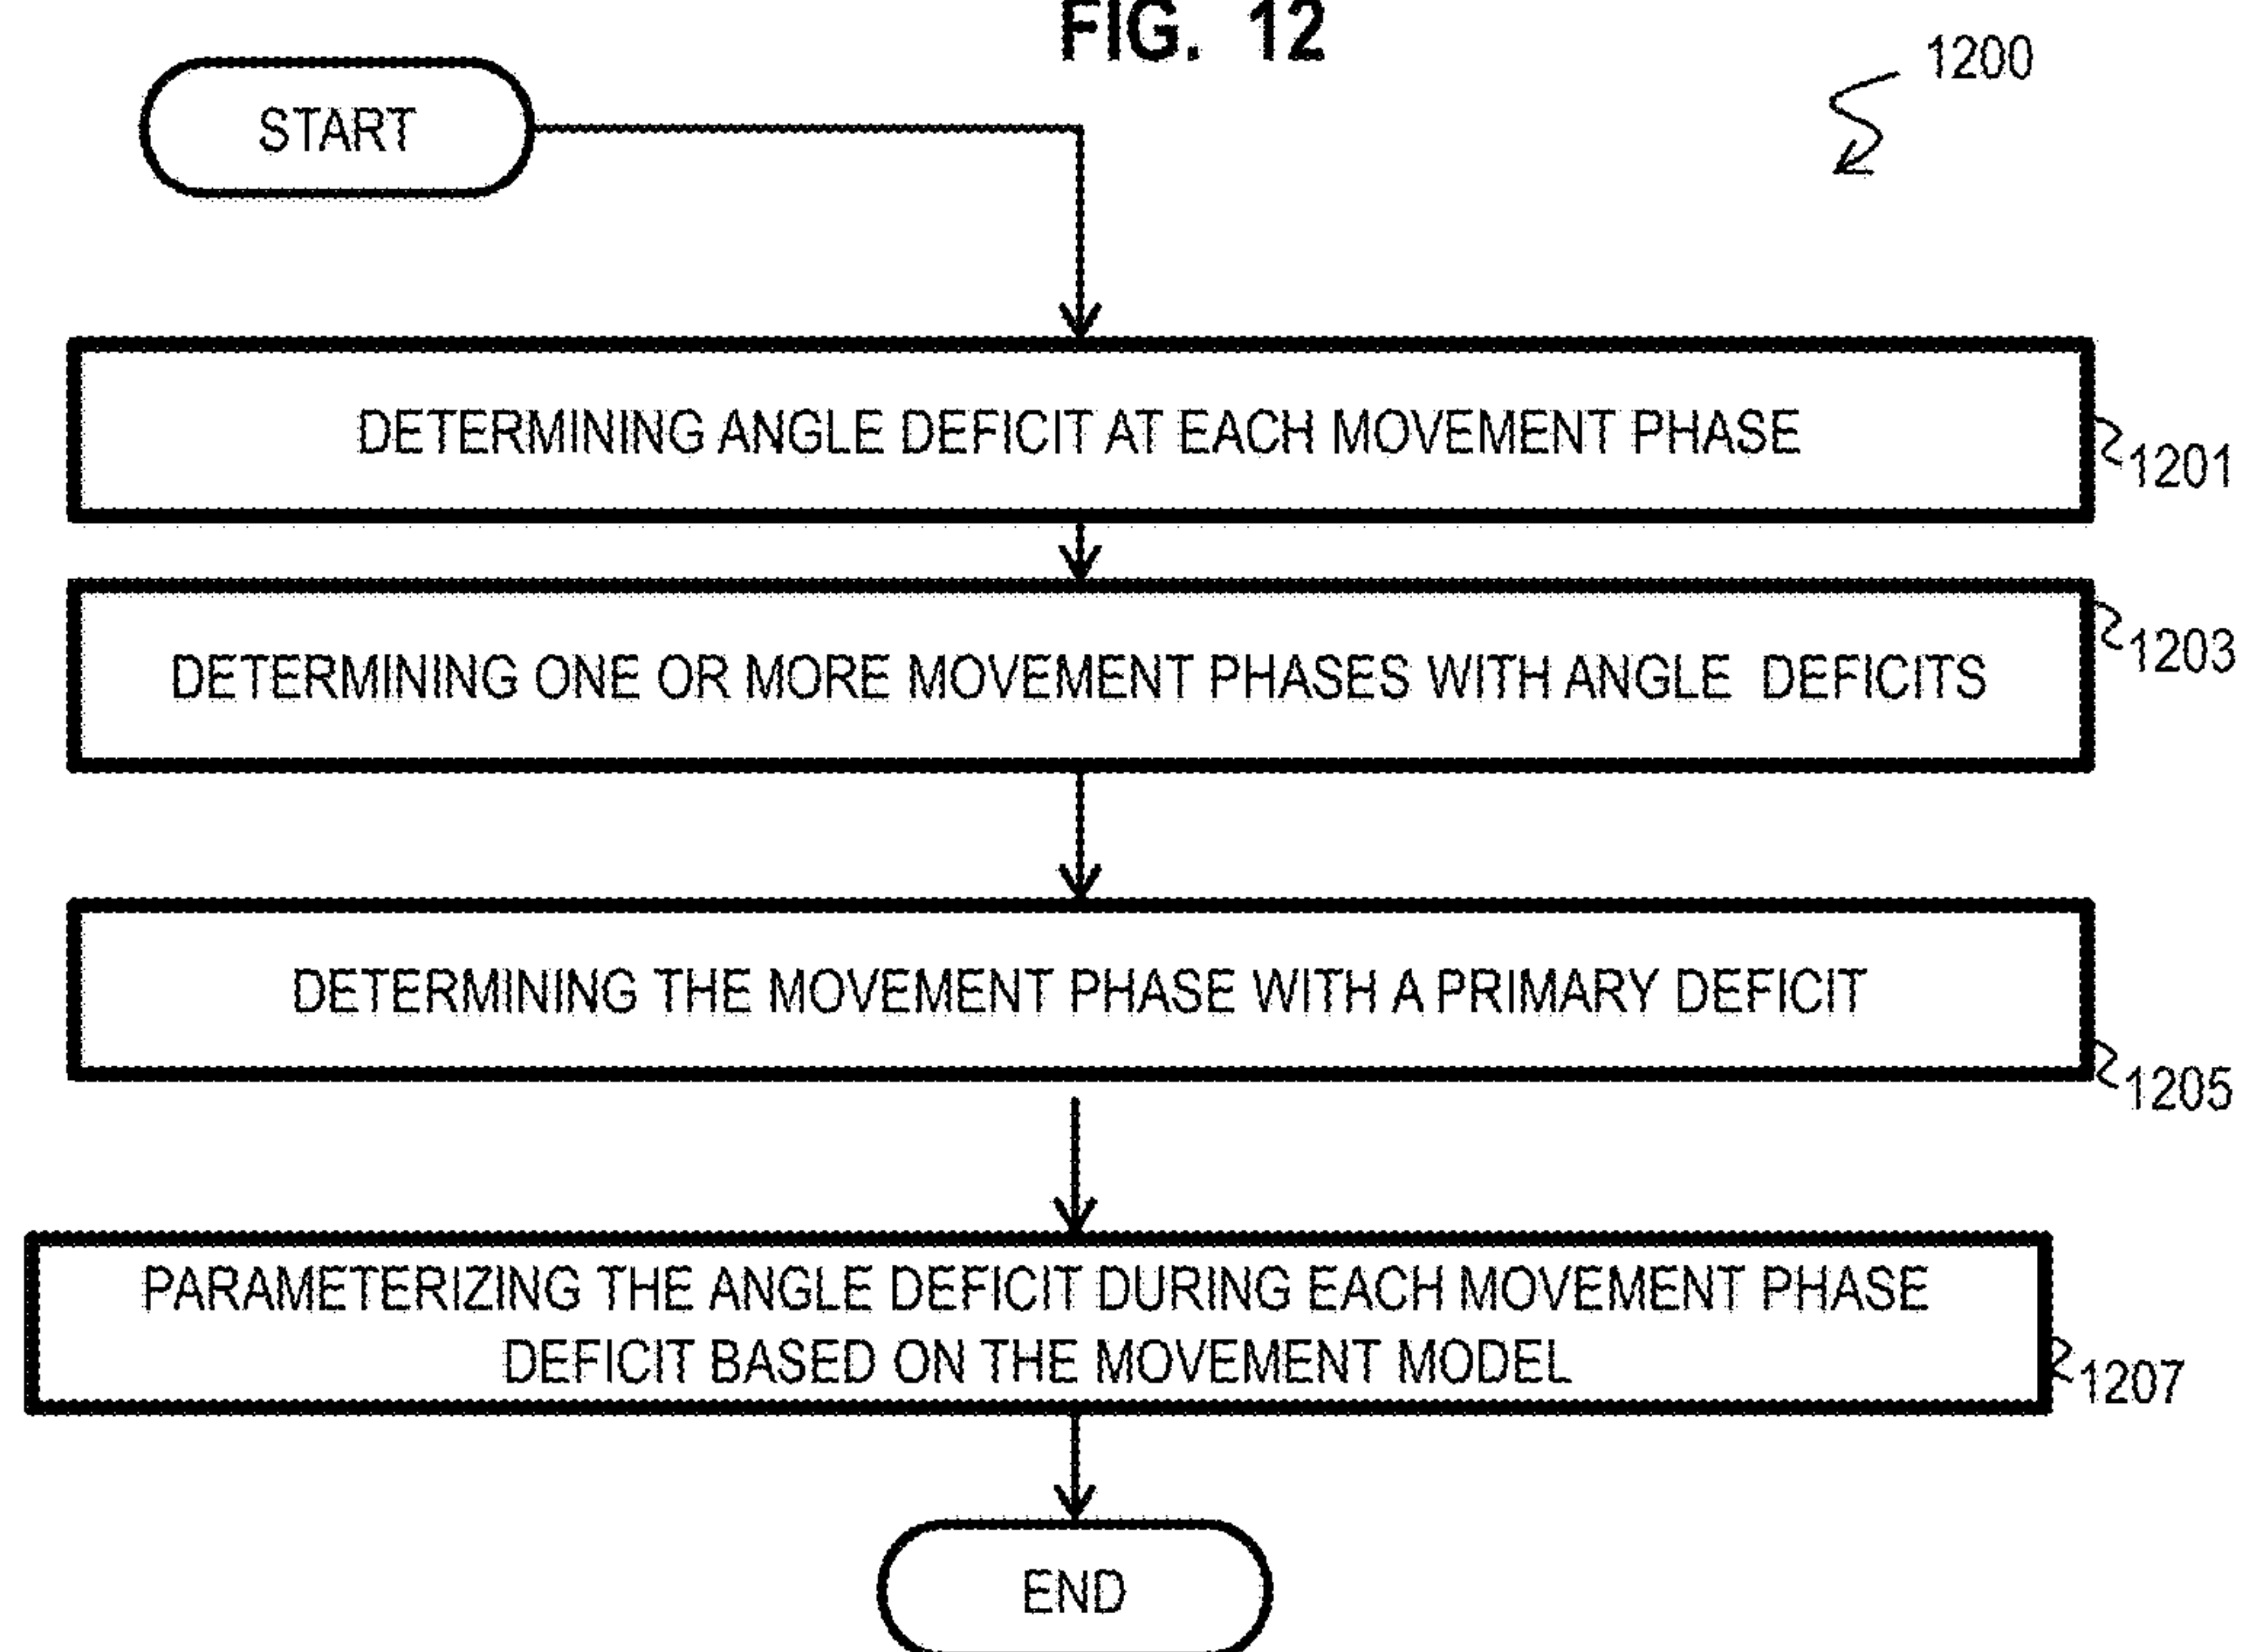 FIG. 12
1200
START
DETERMINING ANGLE DEFICIT AT EACH MOVEMENT PHASE
1201
DETERMINING ONE OR MORE MOVEMENT PHASES WITH ANGLE DEFICITS
1203
DETERMINING THE MOVEMENT PHASE WITH A PRIMARY DEFICIT
1205
PARAMETERIZING THE ANGLE DEFICIT DURING EACH MOVEMENT PHASE
DEFICIT BASED ON THE MOVEMENT MODEL
1207
END